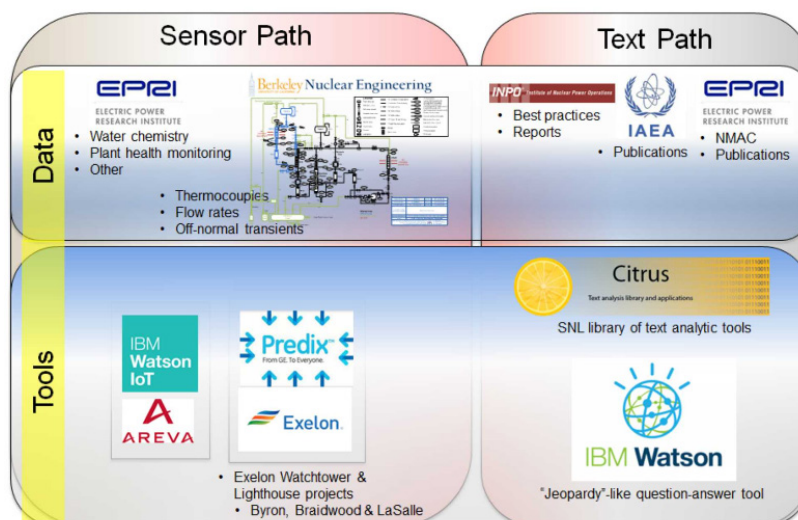 Sensor Path
Text Path
Data
EPRI
ELECTRIC POWER
RESEARCH INSTITUTE
• Water chemistry
• Plant health monitoring
• Other
Berkeley Nuclear Engineering
• Thermocouples
• Flow rates
• Off-normal transients
INPO Institute of Nuclear Power Operations
• Best practices
• Reports
IAEA
• Publications
EPRI
ELECTRIC POWER
RESEARCH INSTITUTE
• NMAC
• Publications
Tools
IBM
Watson
IoT
AREVA
Predix
From GE. To Everyone.
Exelon
• Exelon Watchtower &
Lighthouse projects
• Byron, Braidwood & LaSalle
Citrus
Text analysis library and applications
SNL library of text analytic tools
IBM Watson
"Jeopardy"-like question-answer tool